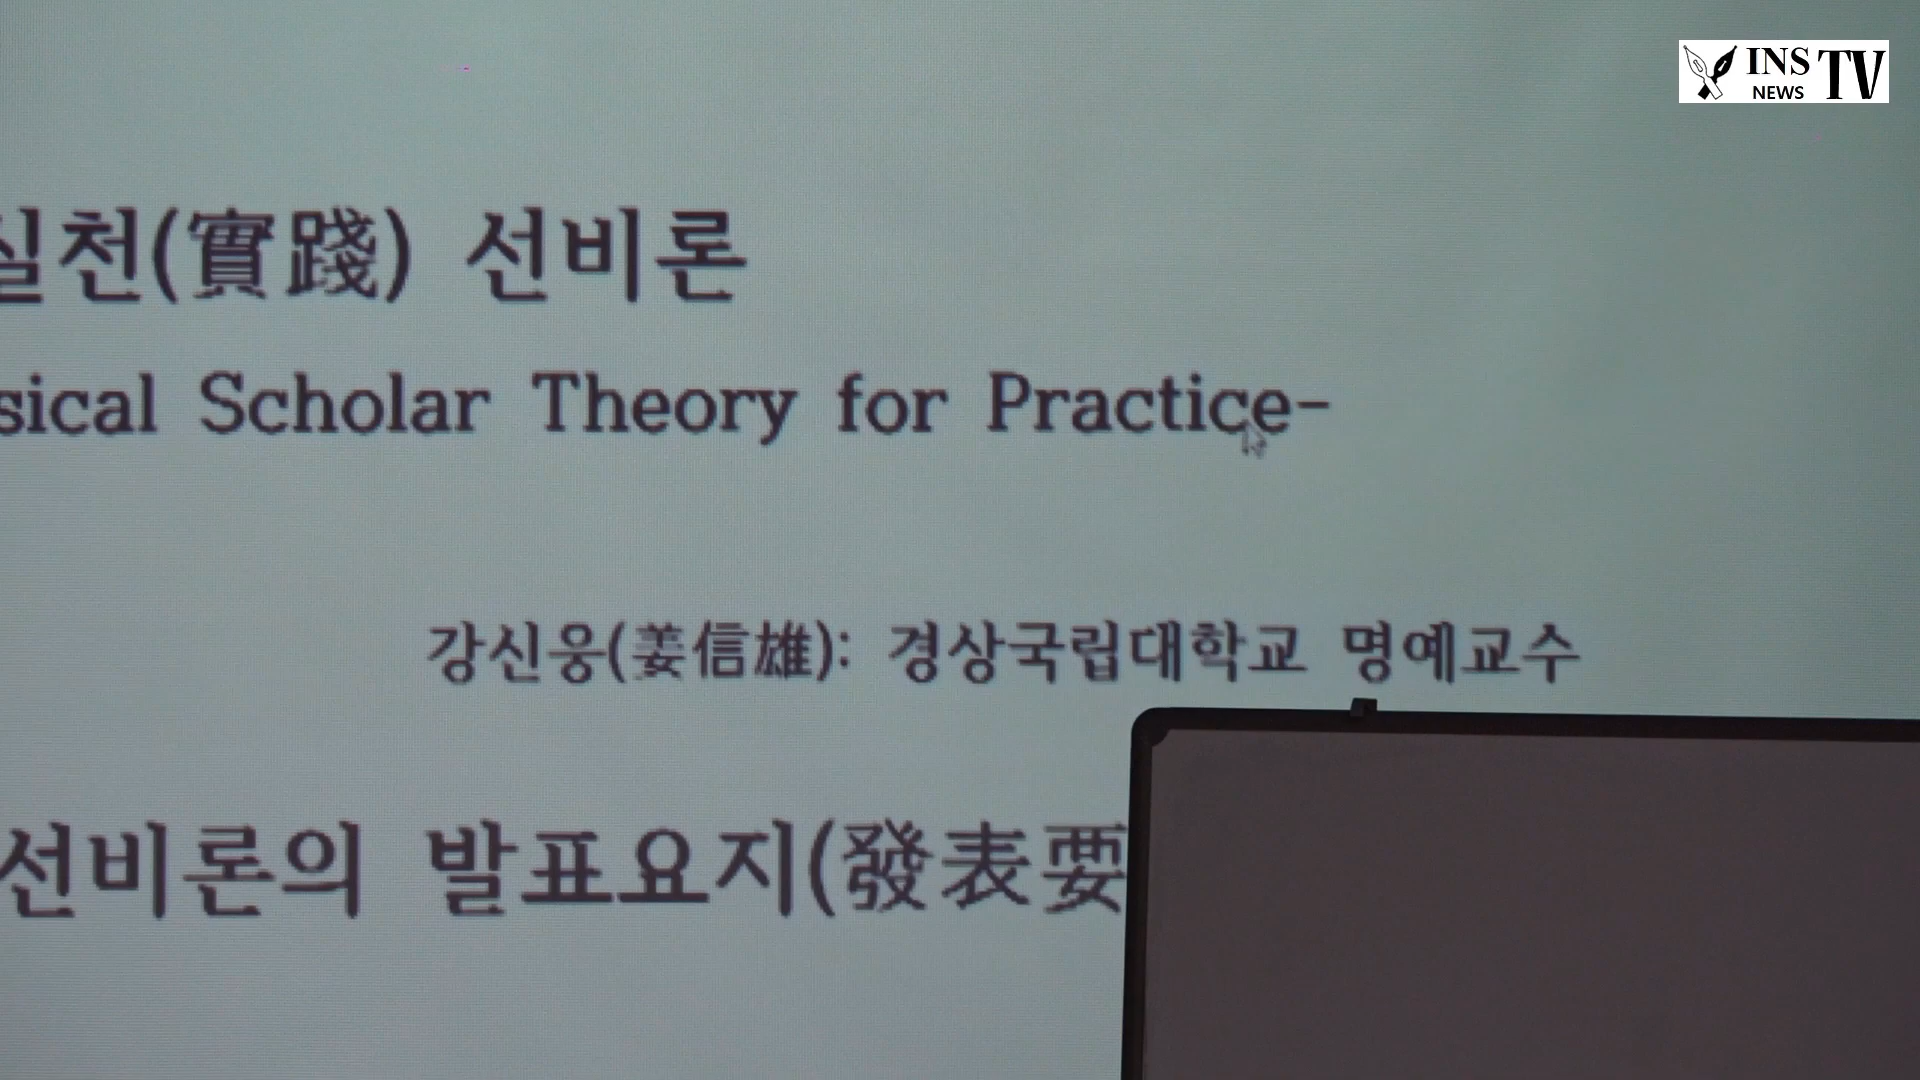 INS TV
NEWS
실천(實踐) 선비론
sical Scholar Theory for Practice-
강신웅(姜信雄): 경상국립대학교 명예교수
선비론의 발표요지(發表要